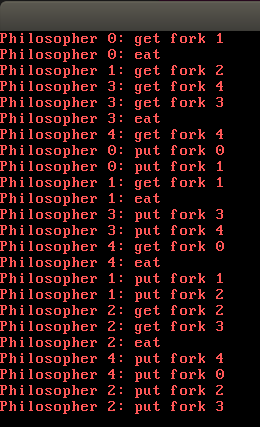 Philosopher 0: get fork 1
Philosopher 0: eat
Philosopher 1: get fork 2
Philosopher 3: get fork 4
Philosopher 3: get fork 3
Philosopher 3: eat
Philosopher 4: get fork 4
Philosopher 0: put fork 0
Philosopher 0: put fork 1
Philosopher 1: get fork 1
Philosopher 1: eat
Philosopher 3: put fork 3
Philosopher 3: put fork 4
Philosopher 4: get fork 0
Philosopher 4: eat
Philosopher 1: put fork 1
Philosopher 1: put fork 2
Philosopher 2: get fork 2
Philosopher 2: get fork 3
Philosopher 2: eat
Philosopher 4: put fork 4
Philosopher 4: put fork 0
Philosopher 2: put fork 2
Philosopher 2: put fork 3